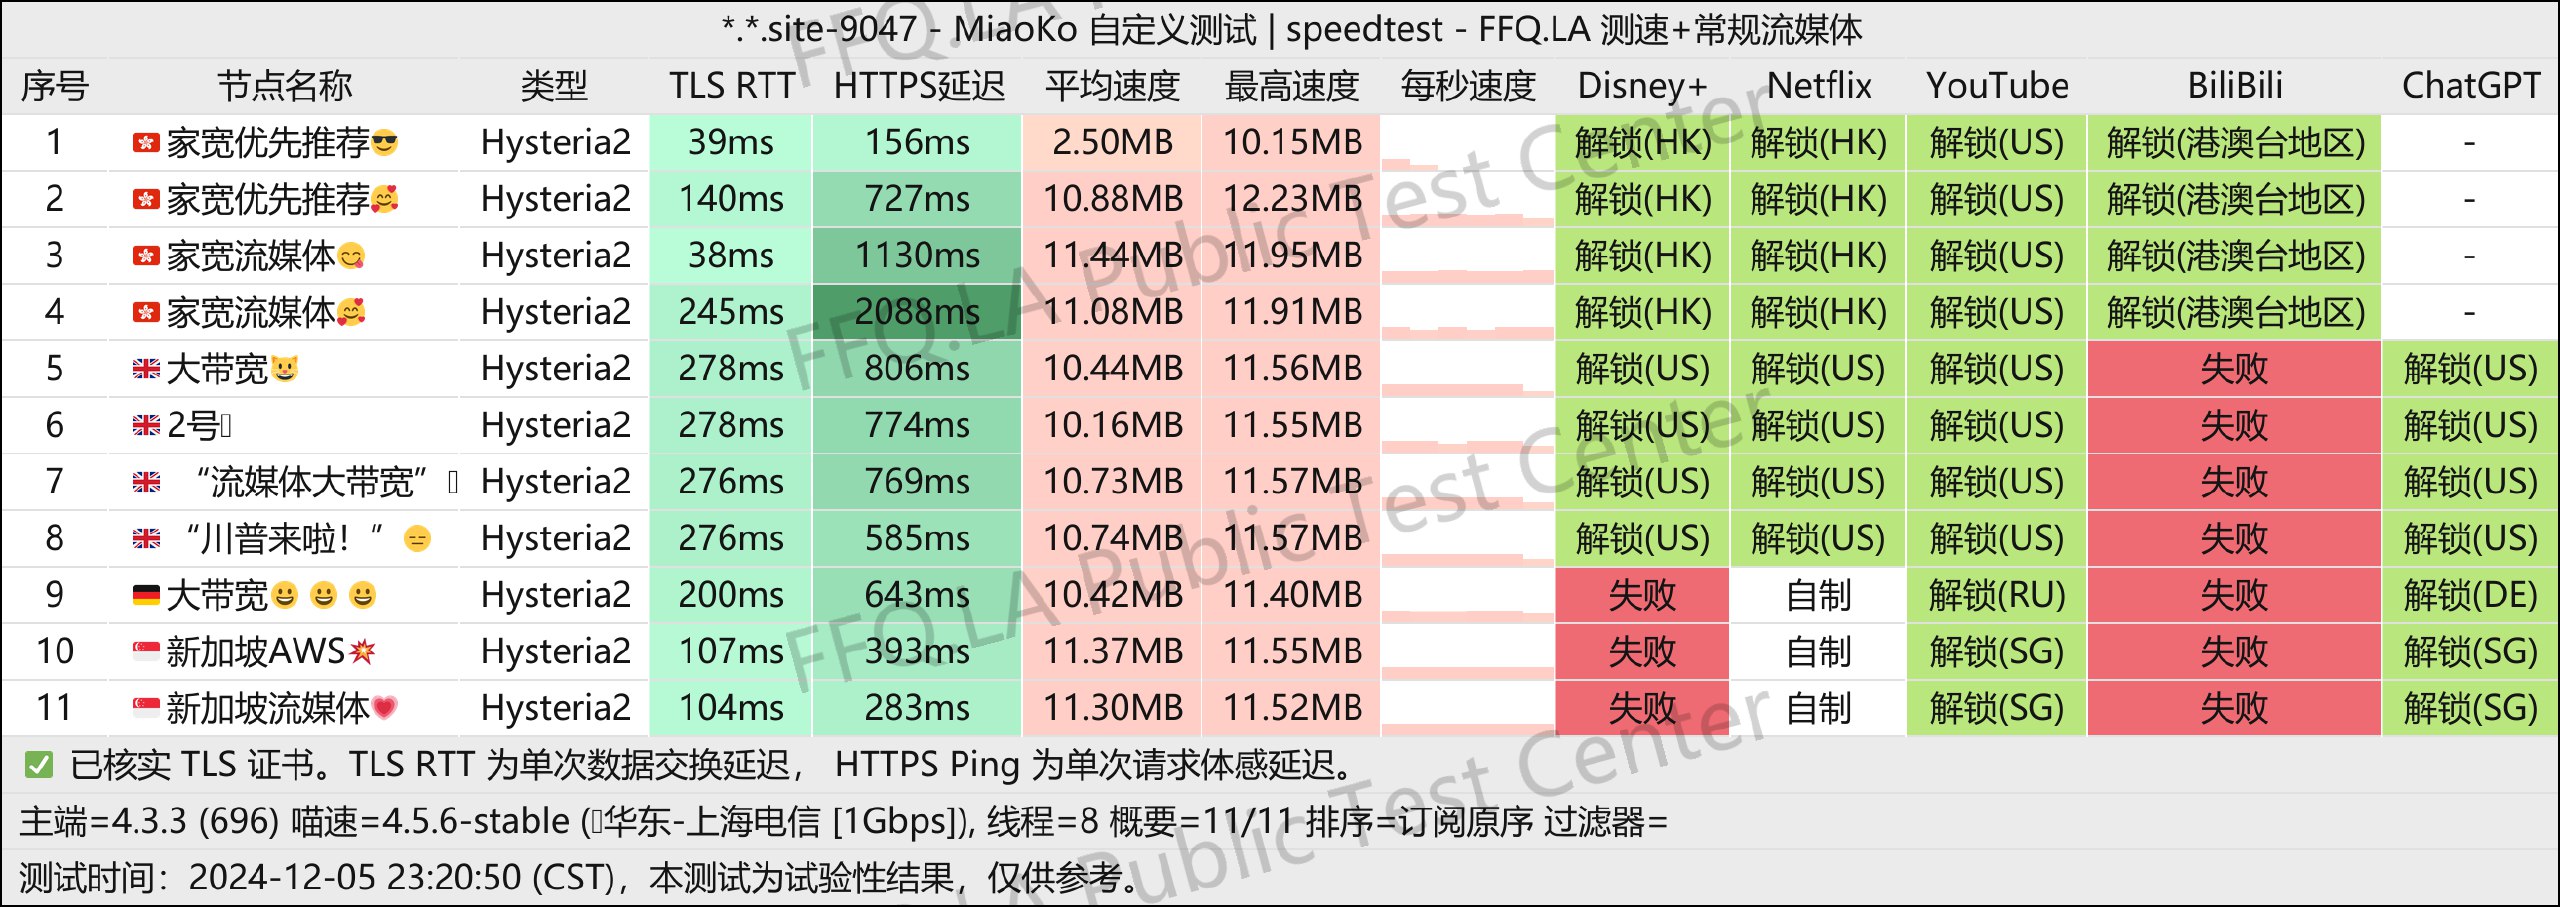 *.*.site-9047 - MiaoKo 自定义测试 | speedtest - FFQ.LA 测速+常规流媒体
序号 节点名称 类型 TLS RTT HTTPS延迟 平均速度 最高速度 每秒速度 Disney+ Netflix YouTube BiliBili ChatGPT
1 🇭🇰家宽优先推荐😎 Hysteria2 39ms 156ms 2.50MB 10.15MB 解锁(HK) 解锁(HK) 解锁(US) 解锁(港澳台地区) -
2 🇭🇰家宽优先推荐🥰 Hysteria2 140ms 727ms 10.88MB 12.23MB 解锁(HK) 解锁(HK) 解锁(US) 解锁(港澳台地区) -
3 🇭🇰家宽流媒体😋 Hysteria2 38ms 1130ms 11.44MB 11.95MB 解锁(HK) 解锁(HK) 解锁(US) 解锁(港澳台地区) -
4 🇭🇰家宽流媒体🥰 Hysteria2 245ms 2088ms 11.08MB 11.91MB 解锁(HK) 解锁(HK) 解锁(US) 解锁(港澳台地区) -
5 🇬🇧大带宽😺 Hysteria2 278ms 806ms 10.44MB 11.56MB 解锁(US) 解锁(US) 解锁(US) 失败 解锁(US)
6 🇬🇧2号 Hysteria2 278ms 774ms 10.16MB 11.55MB 解锁(US) 解锁(US) 解锁(US) 失败 解锁(US)
7 🇬🇧“流媒体大带宽” Hysteria2 276ms 769ms 10.73MB 11.57MB 解锁(US) 解锁(US) 解锁(US) 失败 解锁(US)
8 🇬🇧“川普来啦！”😑 Hysteria2 276ms 585ms 10.74MB 11.57MB 解锁(US) 解锁(US) 解锁(US) 失败 解锁(US)
9 🇩🇪大带宽😀😀😀 Hysteria2 200ms 643ms 10.42MB 11.40MB 失败 自制 解锁(RU) 失败 解锁(DE)
10 🇸🇬新加坡AWS💥 Hysteria2 107ms 393ms 11.37MB 11.55MB 失败 自制 解锁(SG) 失败 解锁(SG)
11 🇸🇬新加坡流媒体💗 Hysteria2 104ms 283ms 11.30MB 11.52MB 失败 自制 解锁(SG) 失败 解锁(SG)
✅ 已核实 TLS 证书。TLS RTT 为单次数据交换延迟， HTTPS Ping 为单次请求体感延迟。
主端=4.3.3 (696) 喵速=4.5.6-stable (华东-上海电信 [1Gbps]), 线程=8 概要=11/11 排序=订阅原序 过滤器=
测试时间：2024-12-05 23:20:50 (CST)，本测试为试验性结果，仅供参考。
FFQ.LA Public Test Center
FFQ.LA Public Test Center
FFQ.LA Public Test Center